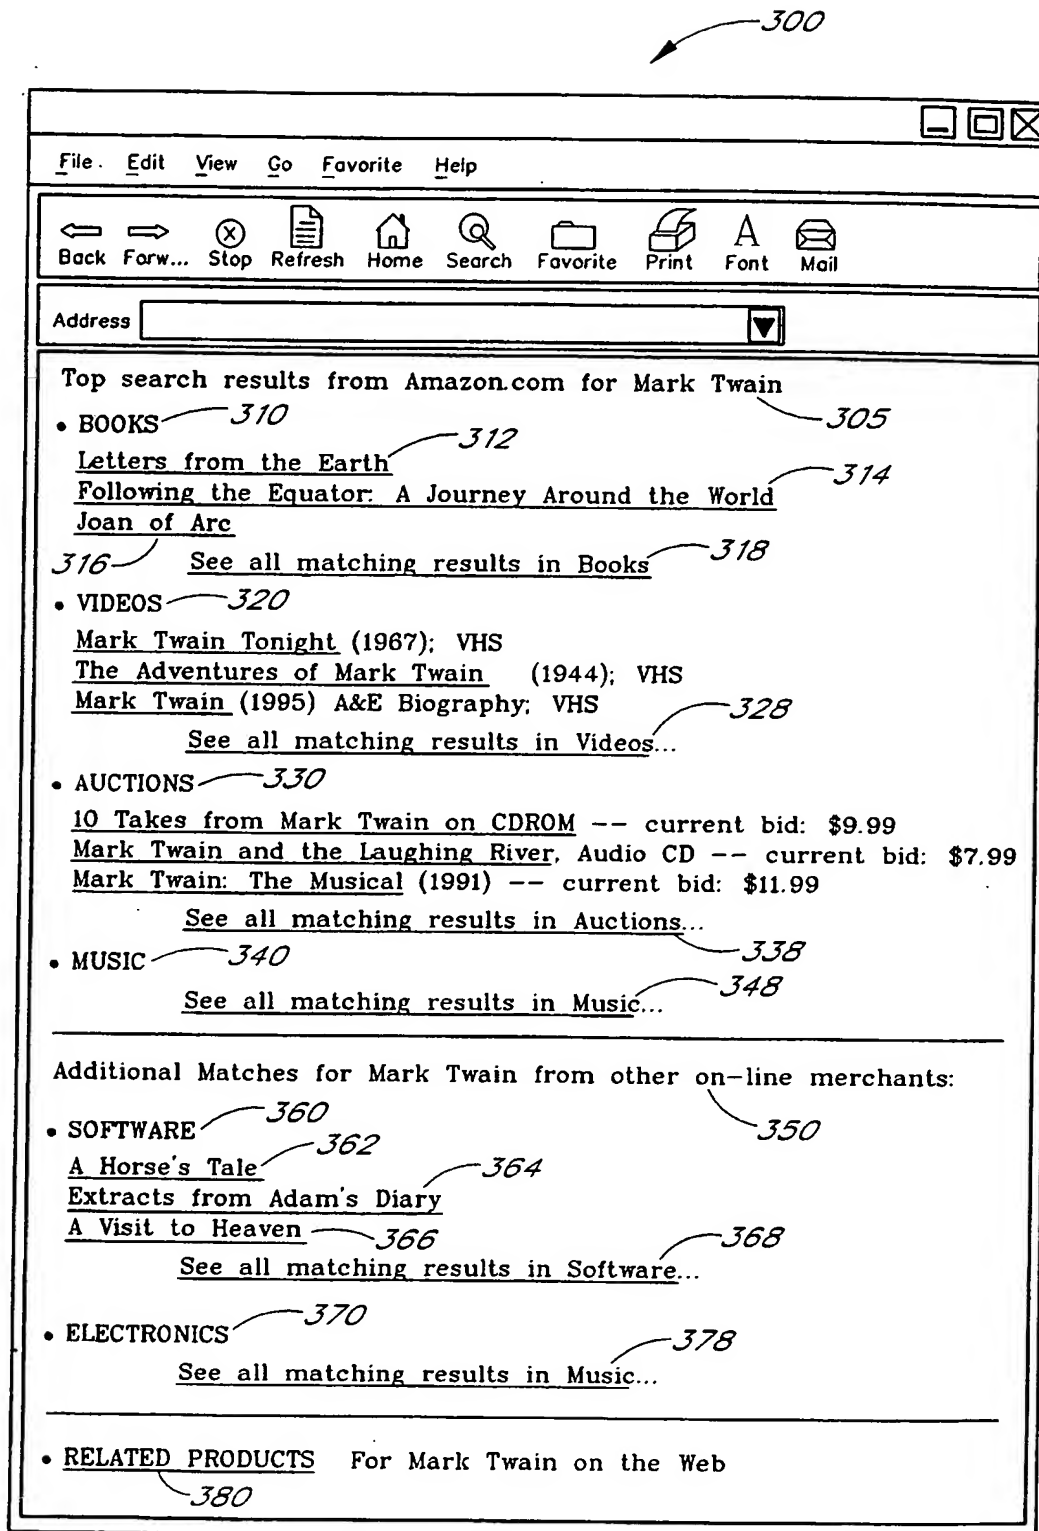 300
File. Edit View Go Favorite Help
Back Forw... Stop Refresh Home Search Favorite Print Font Mail
Address
Top search results from Amazon.com for Mark Twain
305
• BOOKS 310
312
Letters from the Earth
314
Following the Equator: A Journey Around the World
Joan of Arc
316 See all matching results in Books 318
• VIDEOS 320
Mark Twain Tonight (1967); VHS
The Adventures of Mark Twain (1944); VHS
Mark Twain (1995) A&E Biography; VHS
328
See all matching results in Videos...
• AUCTIONS 330
10 Takes from Mark Twain on CDROM -- current bid: $9.99
Mark Twain and the Laughing River, Audio CD -- current bid: $7.99
Mark Twain: The Musical (1991) -- current bid: $11.99
See all matching results in Auctions...
338
• MUSIC 340
348
See all matching results in Music...
Additional Matches for Mark Twain from other on-line merchants:
350
360
• SOFTWARE
362
A Horse's Tale
364
Extracts from Adam's Diary
A Visit to Heaven 366
368
See all matching results in Software...
370
• ELECTRONICS
378
See all matching results in Music...
• RELATED PRODUCTS For Mark Twain on the Web
380